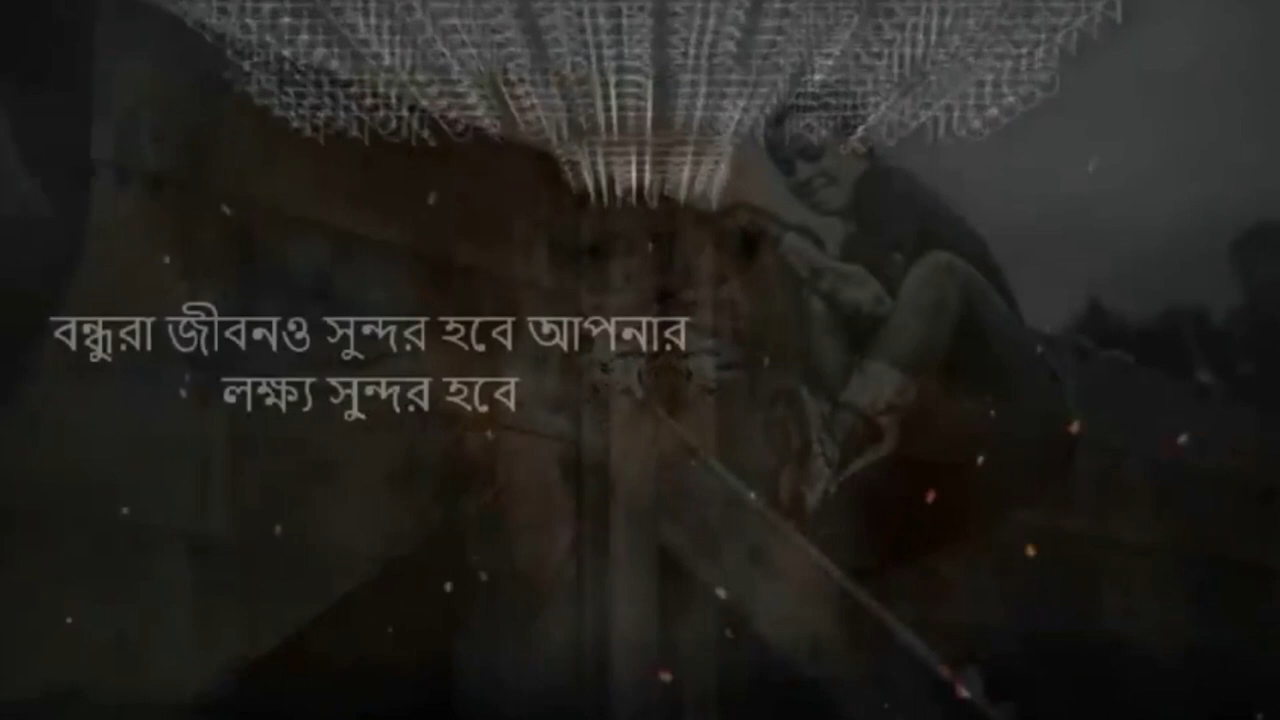 বন্ধুরা জীবনও সুন্দর হবে আপনার
লক্ষ্য সুন্দর হবে